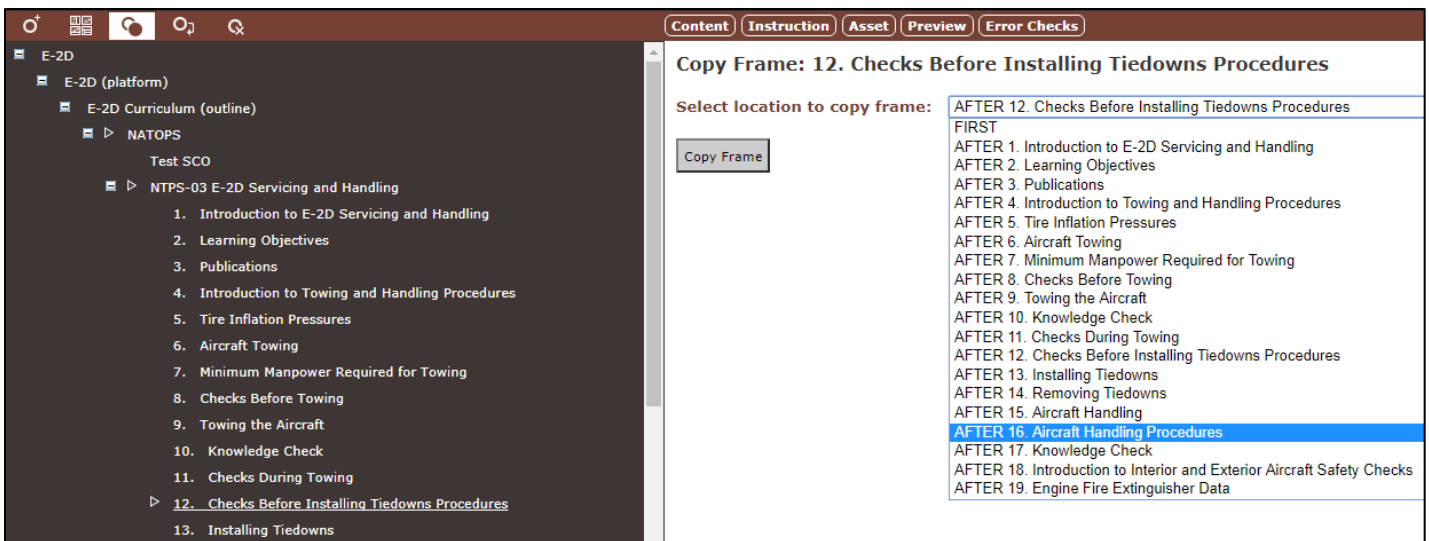 Content Instruction Asset Preview Error Checks
E-2D
E-2D (platform)
E-2D Curriculum (outline)
NATOPS
Test SCO
NTPS-03 E-2D Servicing and Handling
1. Introduction to E-2D Servicing and Handling
2. Learning Objectives
3. Publications
4. Introduction to Towing and Handling Procedures
5. Tire Inflation Pressures
6. Aircraft Towing
7. Minimum Manpower Required for Towing
8. Checks Before Towing
9. Towing the Aircraft
10. Knowledge Check
11. Checks During Towing
12. Checks Before Installing Tiedowns Procedures
13. Installing Tiedowns
Copy Frame: 12. Checks Before Installing Tiedowns Procedures
Select location to copy frame: AFTER 12. Checks Before Installing Tiedowns Procedures
Copy Frame
FIRST
AFTER 1. Introduction to E-2D Servicing and Handling
AFTER 2. Learning Objectives
AFTER 3. Publications
AFTER 4. Introduction to Towing and Handling Procedures
AFTER 5. Tire Inflation Pressures
AFTER 6. Aircraft Towing
AFTER 7. Minimum Manpower Required for Towing
AFTER 8. Checks Before Towing
AFTER 9. Towing the Aircraft
AFTER 10. Knowledge Check
AFTER 11. Checks During Towing
AFTER 12. Checks Before Installing Tiedowns Procedures
AFTER 13. Installing Tiedowns
AFTER 14. Removing Tiedowns
AFTER 15. Aircraft Handling
AFTER 16. Aircraft Handling Procedures
AFTER 17. Knowledge Check
AFTER 18. Introduction to Interior and Exterior Aircraft Safety Checks
AFTER 19. Engine Fire Extinguisher Data